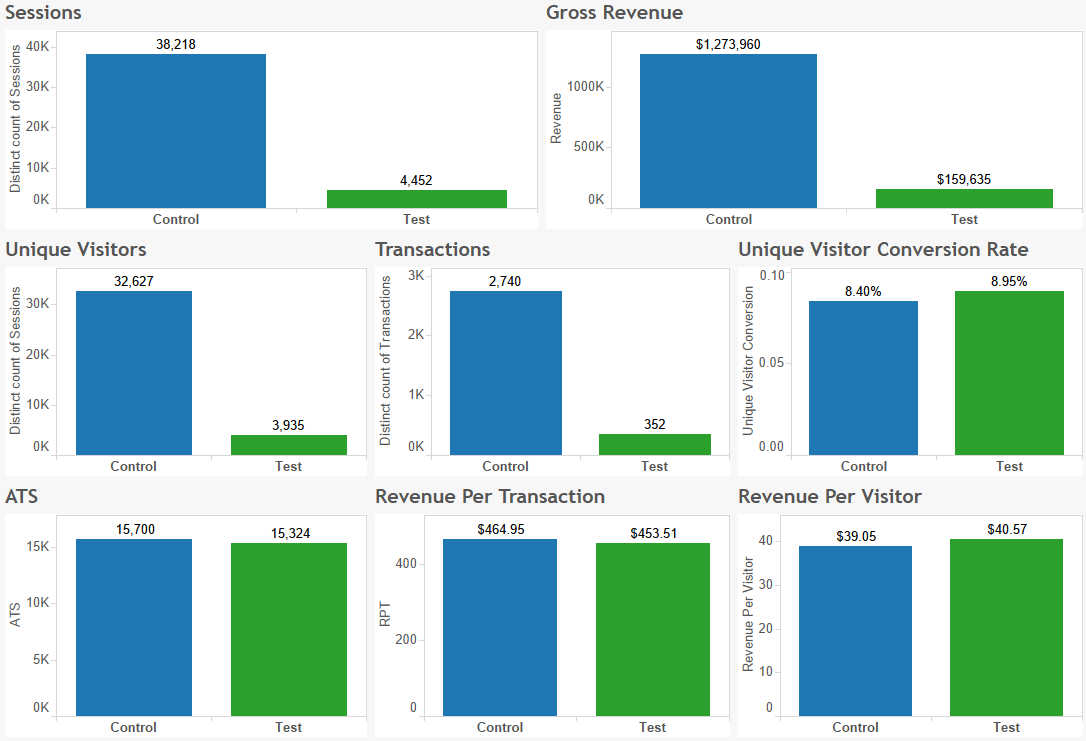 Sessions
Distinct count of Sessions
40K
30K
20K
10K
0K
38,218
4,452
Control
Test
Gross Revenue
Revenue
1000K
500K
0K
$1,273,960
$159,635
Control
Test
Unique Visitors
Distinct count of Sessions
30K
20K
10K
0K
32,627
3,935
Control
Test
Transactions
Distinct count of Transactions
3K
2K
1K
0K
2,740
352
Control
Test
Unique Visitor Conversion Rate
Unique Visitor Conversion
0.10
0.05
0.00
8.40%
8.95%
Control
Test
ATS
ATS
15K
10K
5K
0K
15,700
15,324
Control
Test
Revenue Per Transaction
RPT
400
200
0
$464.95
$453.51
Control
Test
Revenue Per Visitor
Revenue Per Visitor
40
30
20
10
0
$39.05
$40.57
Control
Test